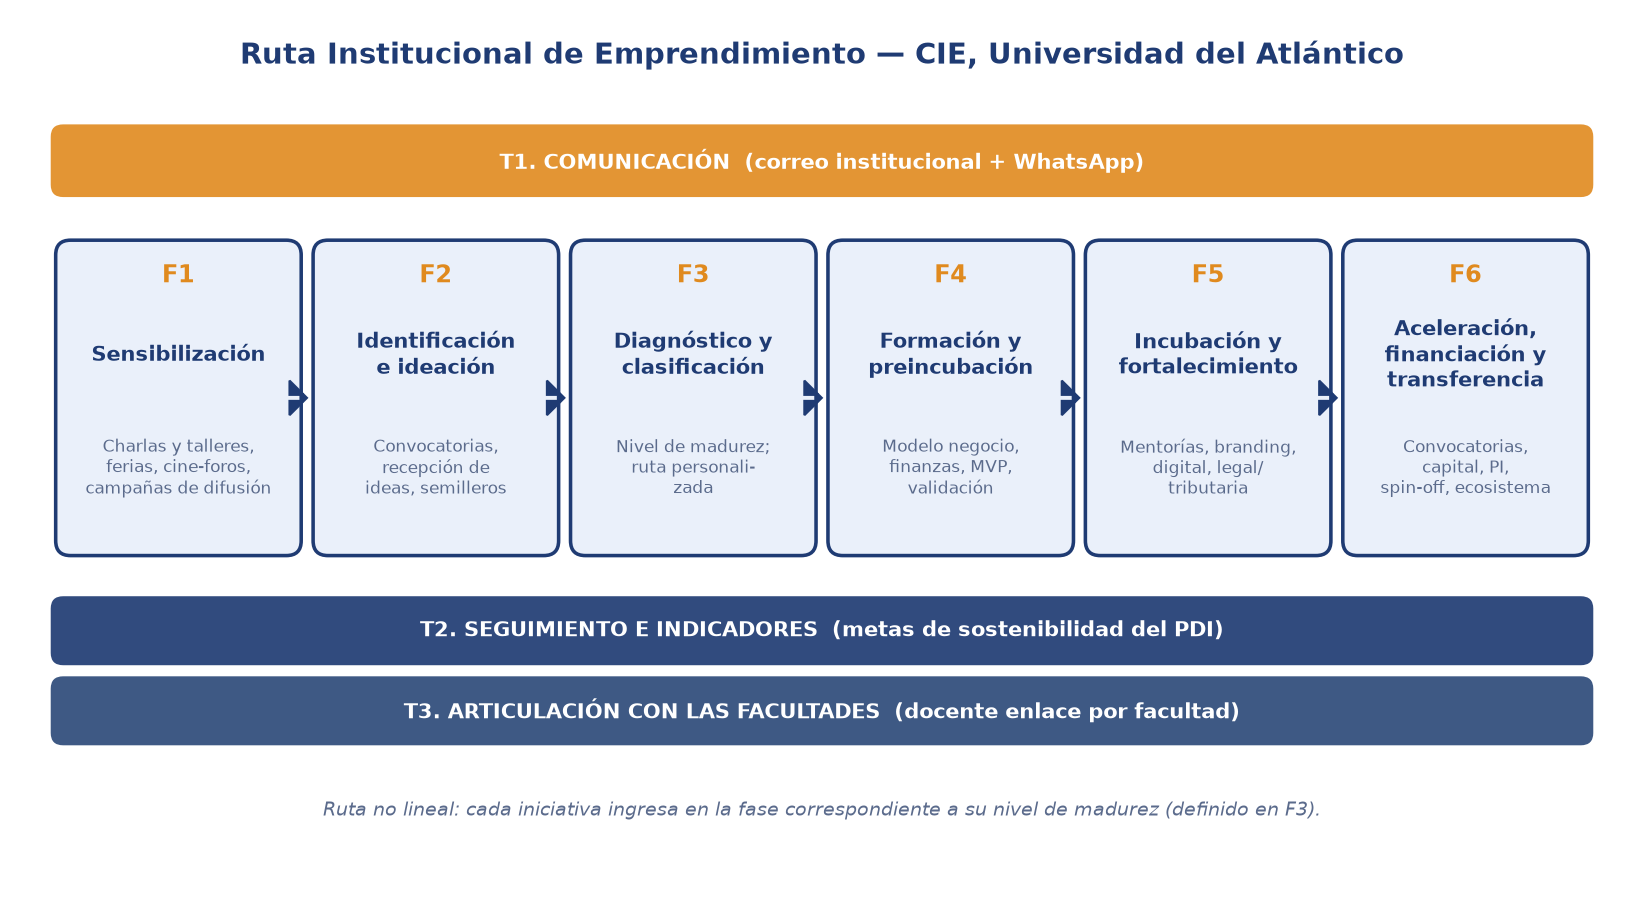 Ruta Institucional de Emprendimiento — CIE, Universidad del Atlántico
T1. COMUNICACIÓN (correo institucional + WhatsApp)
F1
Sensibilización
Charlas y talleres,
ferias, cine-foros,
campañas de difusión
F2
Identificación
e ideación
Convocatorias,
recepción de
ideas, semilleros
F3
Diagnóstico y
clasificación
Nivel de madurez;
ruta personali-
zada
F4
Formación y
preincubación
Modelo negocio,
finanzas, MVP,
validación
F5
Incubación y
fortalecimiento
Mentorías, branding,
digital, legal/
tributaria
F6
Aceleración,
financiación y
transferencia
Convocatorias,
capital, PI,
spin-off, ecosistema
T2. SEGUIMIENTO E INDICADORES (metas de sostenibilidad del PDI)
T3. ARTICULACIÓN CON LAS FACULTADES (docente enlace por facultad)
Ruta no lineal: cada iniciativa ingresa en la fase correspondiente a su nivel de madurez (definido en F3).